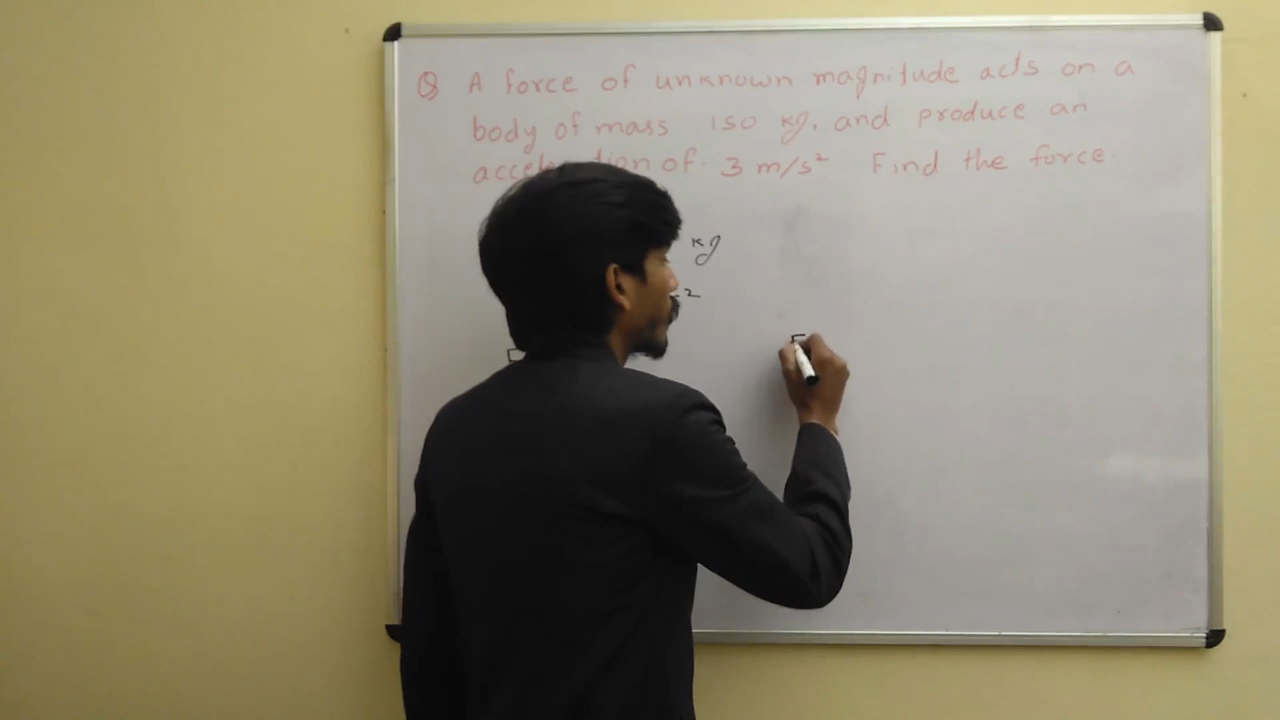 Q A force of unknown magnitude acts on a
body of mass 150 kg, and produce an
of 3 m/s² Find the force.
kg
-2
F